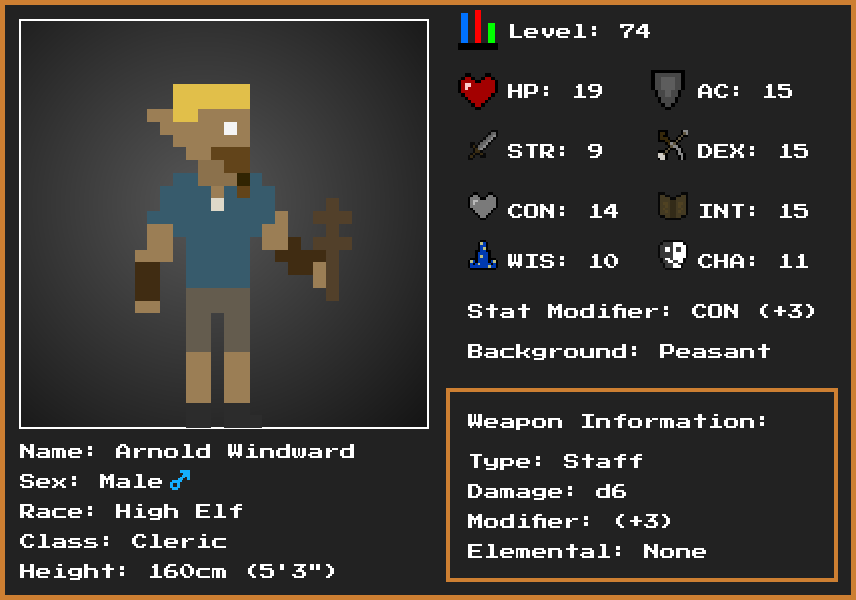 Level: 74
HP: 19 AC: 15
STR: 9 DEX: 15
CON: 14 INT: 15
WIS: 10 CHA: 11
Stat Modifier: CON (+3)
Background: Peasant
Weapon Information:
Type: Staff
Damage: d6
Modifier: (+3)
Elemental: None
Name: Arnold Windward
Sex: Male♂
Race: High Elf
Class: Cleric
Height: 160cm (5'3")